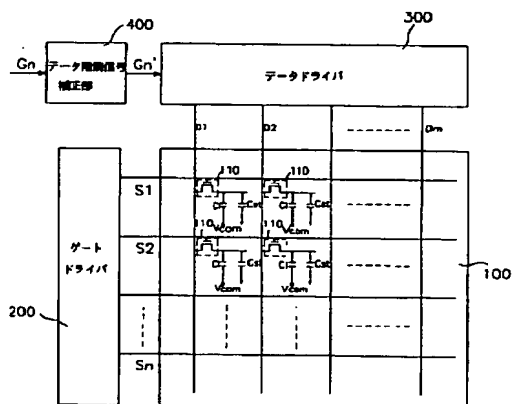 400
300
Gn
データ階調信号
補正部
Gn'
データドライバ
D1
D2
Dm
110
110
S1
Cl
Cst
Cl
Cst
Vcom
Vcom
110
110
S2
Cl
Cst
Cl
Cst
Vcom
Vcom
ゲート
ドライバ
100
200
Sn